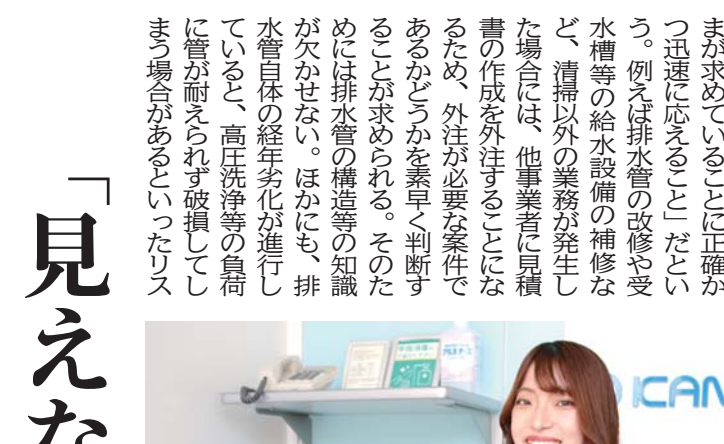 まが求めていることに正確か
つ迅速に応えること」だとい
う。例えば排水管の改修や受
水槽等の給水設備の補修な
ど、清掃以外の業務が発生し
た場合には、他事業者に見積
書の作成を外注することにな
るため、外注が必要な案件で
あるかどうかを素早く判断す
ることが求められる。そのた
めには排水管の構造等の知識
が欠かせない。ほかにも、排
水管自体の経年劣化が進行し
ていると、高圧洗浄等の負荷
に管が耐えられず破損してし
まう場合があるといったリス
「見えな
ICAN